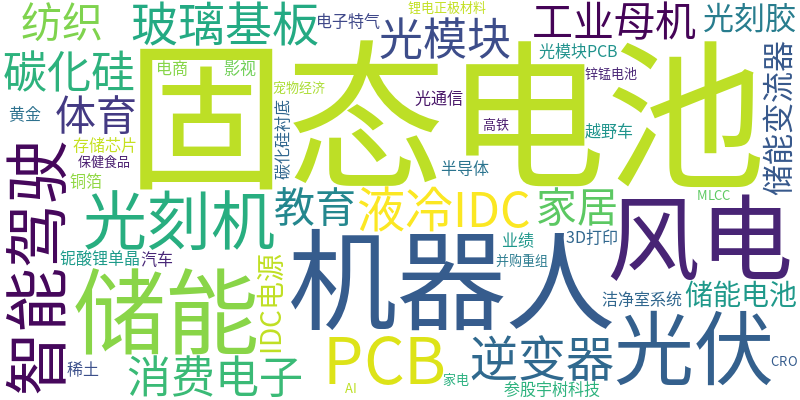 纺织
玻璃基板
电子特气
锂电正极材料
光模块
工业母机
光刻胶
碳化硅
电商
影视
固态电池
宠物经济
光通信
光模块PCB
锌锰电池
储能变流器
黄金
体育
存储芯片
保健食品
铜箔
碳化硅衬底
高铁
越野车
半导体
智能驾驶
光刻机
教育
液冷IDC
家居
风电
MLCC
铌酸锂单晶
汽车
储能
IDC电源
机器人
业绩
3D打印
并购重组
洁净室系统
储能电池
稀土
消费电子
PCB
AI
家电
逆变器
参股宇树科技
光伏
CRO